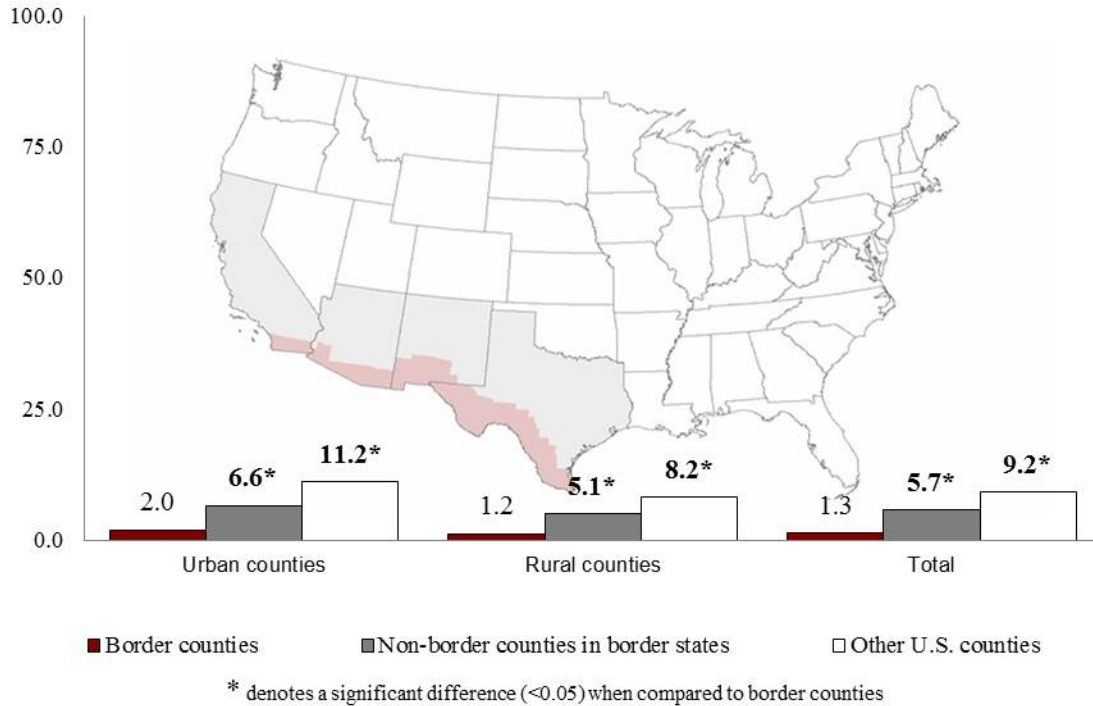 100.0
75.0
50.0
25.0
0.0
2.0
6.6*
11.2*
1.2
5.1*
8.2*
1.3
5.7*
9.2*
Urban counties
Rural counties
Total
Border counties
Non-border counties in border states
Other U.S. counties
* denotes a significant difference (<0.05) when compared to border counties